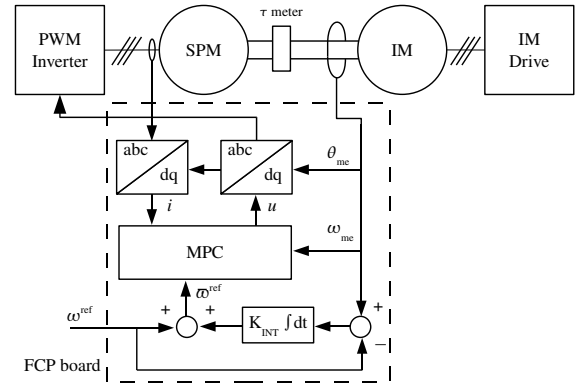 τ meter
PWM
Inverter
SPM
IM
IM
Drive
abc
dq
abc
dq
θme
i
u
ωme
MPC
ϖref
ωref
+
+
KINT ∫dt
+
−
FCP board